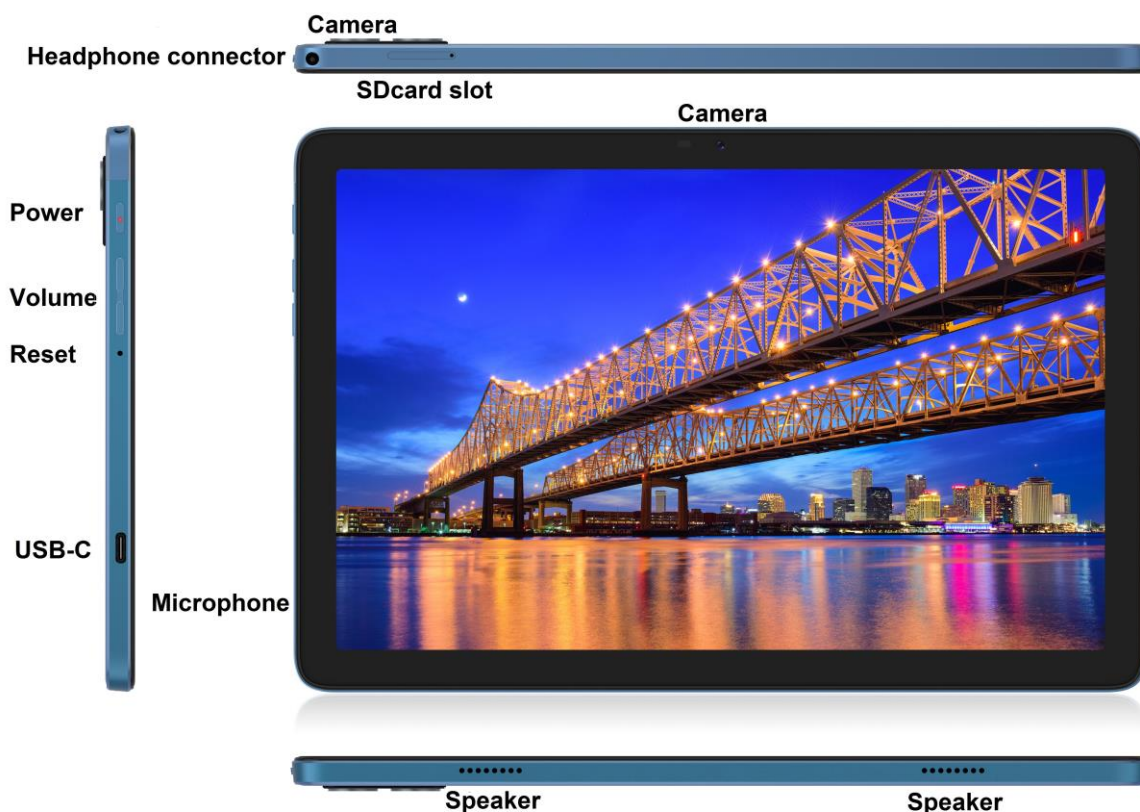 Camera
Headphone connector
SDcard slot
Camera
Power
Volume
Reset
USB-C
Microphone
Speaker
Speaker